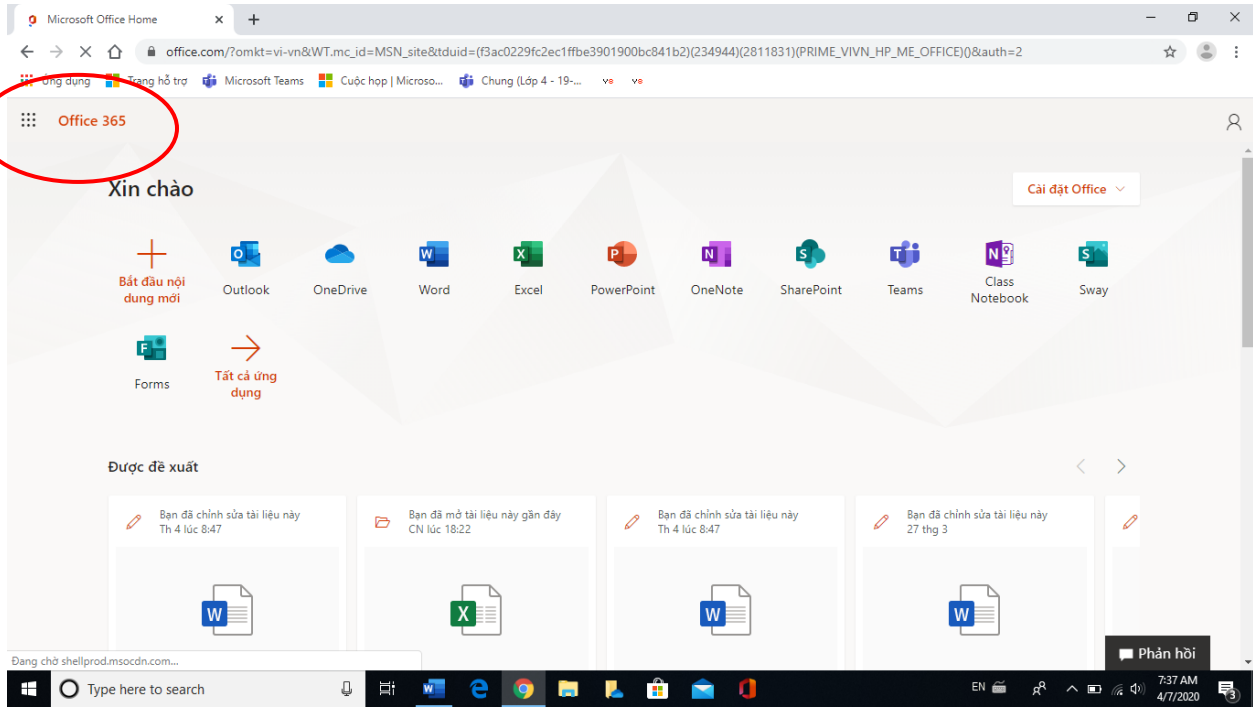 Microsoft Office Home
office.com/?omkt=vi-vn&WT.mc_id=MSN_site&tduid=(f3ac0229fc2ec1ffbe3901900bc841b2)(234944)(2811831)(PRIME_VIVN_HP_ME_OFFICE)()&auth=2
Ứng dụng Trang hỗ trợ Microsoft Teams Cuộc họp | Microso... Chung (Lớp 4 - 19-...
Office 365
Xin chào
Cài đặt Office
Bắt đầu nội
dung mới
Outlook
OneDrive
Word
Excel
PowerPoint
OneNote
SharePoint
Teams
Class
Notebook
Sway
Forms
Tất cả ứng
dụng
Được đề xuất
Bạn đã chỉnh sửa tài liệu này
Th 4 lúc 8:47
Bạn đã mở tài liệu này gần đây
CN lúc 18:22
Bạn đã chỉnh sửa tài liệu này
Th 4 lúc 8:47
Bạn đã chỉnh sửa tài liệu này
27 thg 3
Phản hồi
Đang chờ shellprod.msocdn.com...
Type here to search
EN
7:37 AM
4/7/2020
3